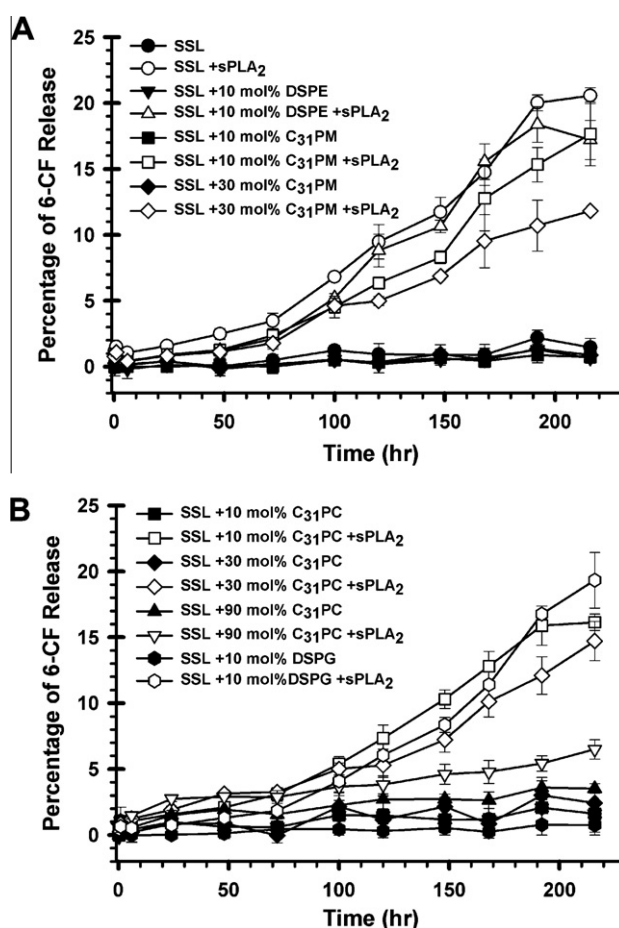 A
SSL
SSL +sPLA2
SSL +10 mol% DSPE
SSL +10 mol% DSPE +sPLA2
SSL +10 mol% C31PM
SSL +10 mol% C31PM +sPLA2
SSL +30 mol% C31PM
SSL +30 mol% C31PM +sPLA2
Percentage of 6-CF Release
25
20
15
10
5
0
0 50 100 150 200
Time (hr)
B
SSL +10 mol% C31PC
SSL +10 mol% C31PC +sPLA2
SSL +30 mol% C31PC
SSL +30 mol% C31PC +sPLA2
SSL +90 mol% C31PC
SSL +90 mol% C31PC +sPLA2
SSL +10 mol% DSPG
SSL +10 mol%DSPG +sPLA2
Percentage of 6-CF Release
25
20
15
10
5
0
0 50 100 150 200
Time (hr)